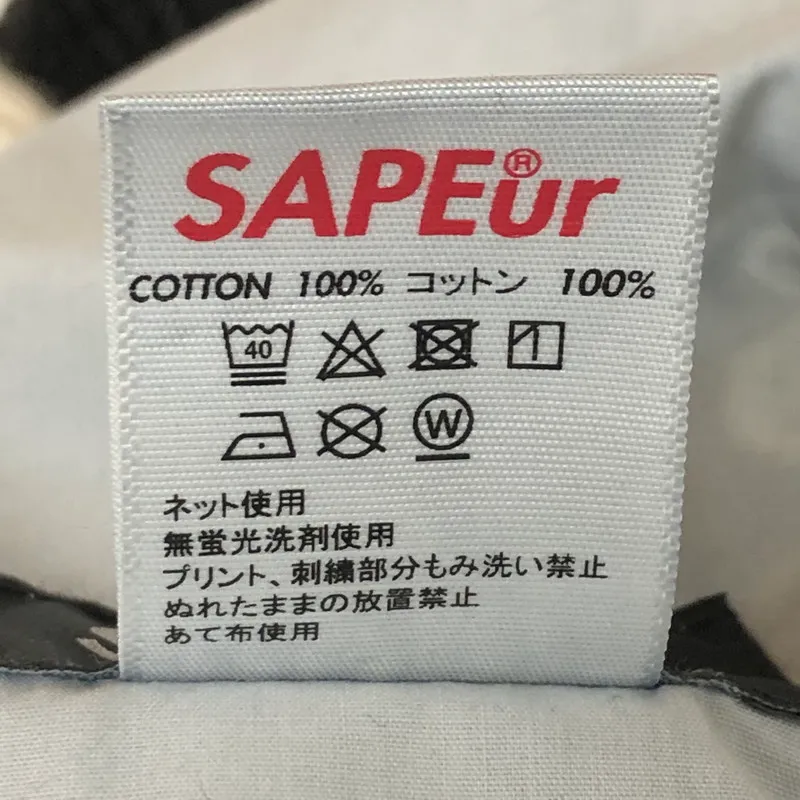 SAPEur®
COTTON 100% コットン 100%
40
W
ネット使用
無蛍光洗剤使用
プリント、刺繍部分もみ洗い禁止
ぬれたままの放置禁止
あて布使用